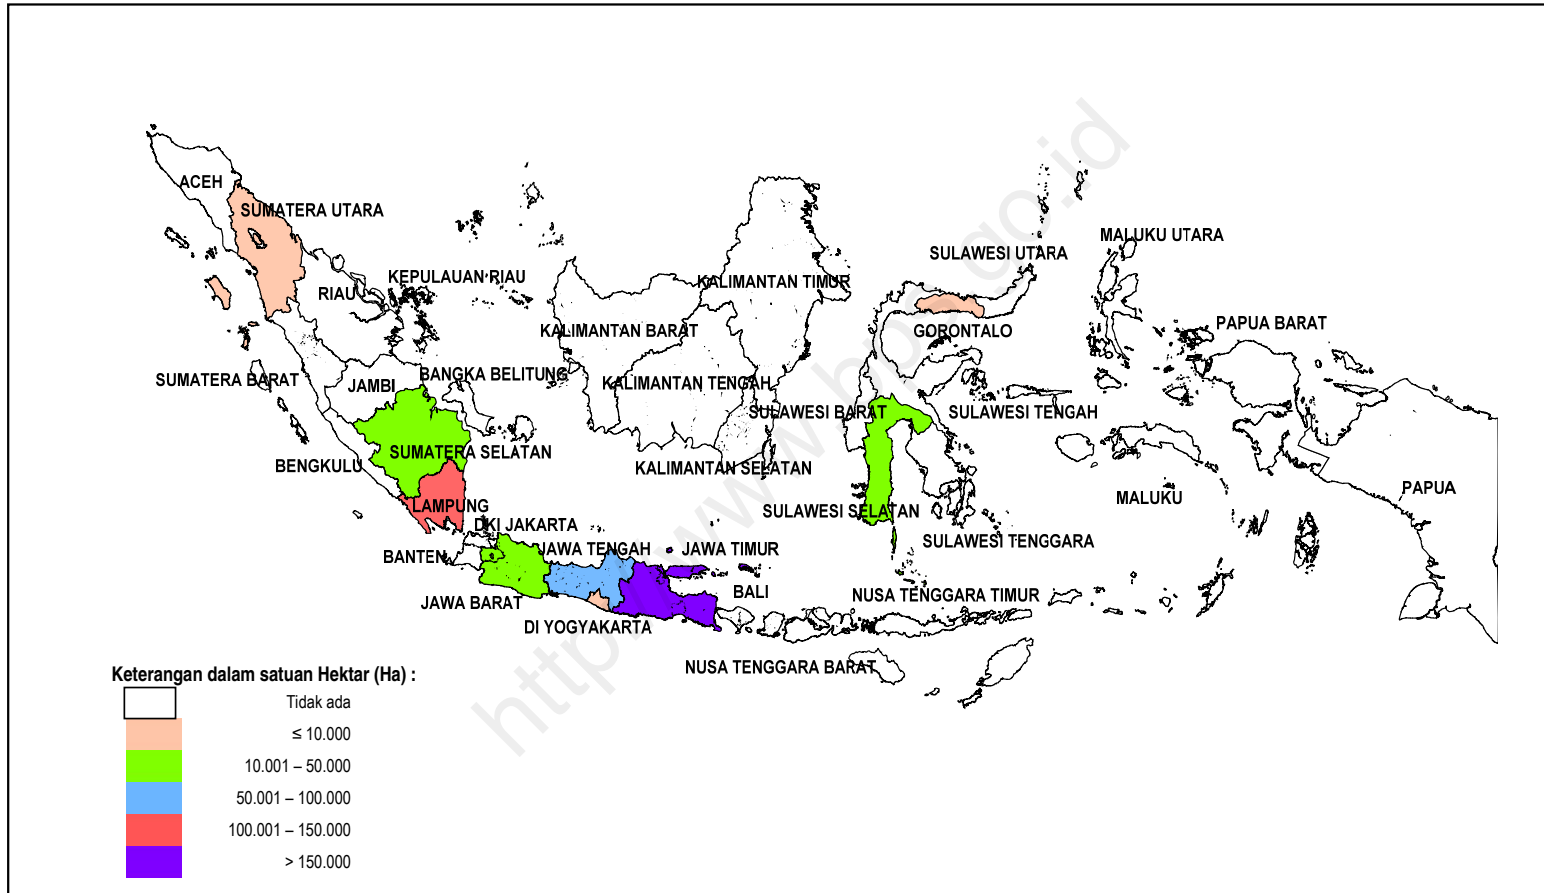 ACEH
SUMATERA UTARA
MALUKU UTARA
SULAWESI UTARA
KEPULAUAN RIAU
KALIMANTAN TIMUR
RIAU
PAPUA BARAT
KALIMANTAN BARAT
GORONTALO
SUMATERA BARAT
JAMBI
BANGKA BELITUNG
KALIMANTAN TENGAH
SULAWESI BARAT
SULAWESI TENGAH
SUMATERA SELATAN
BENGKULU
KALIMANTAN SELATAN
PAPUA
MALUKU
LAMPUNG
SULAWESI SELATAN
DKI JAKARTA
SULAWESI TENGGARA
BANTEN
JAWA TENGAH
JAWA TIMUR
BALI
NUSA TENGGARA TIMUR
JAWA BARAT
DI YOGYAKARTA
NUSA TENGGARA BARAT
Keterangan dalam satuan Hektar (Ha) :
Tidak ada
≤ 10.000
10.001 – 50.000
50.001 – 100.000
100.001 – 150.000
> 150.000